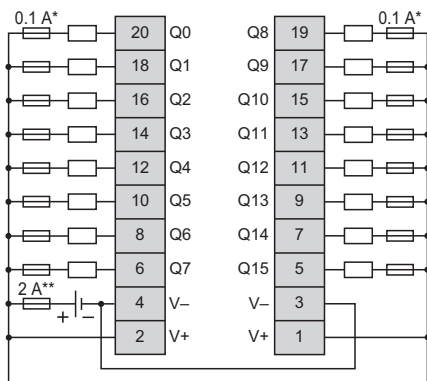 0.1 A* 20 Q0 Q8 19 0.1 A*
18 Q1 Q9 17
16 Q2 Q10 15
14 Q3 Q11 13
12 Q4 Q12 11
10 Q5 Q13 9
8 Q6 Q14 7
6 Q7 Q15 5
2 A** + – 4 V– V– 3
2 V+ V+ 1